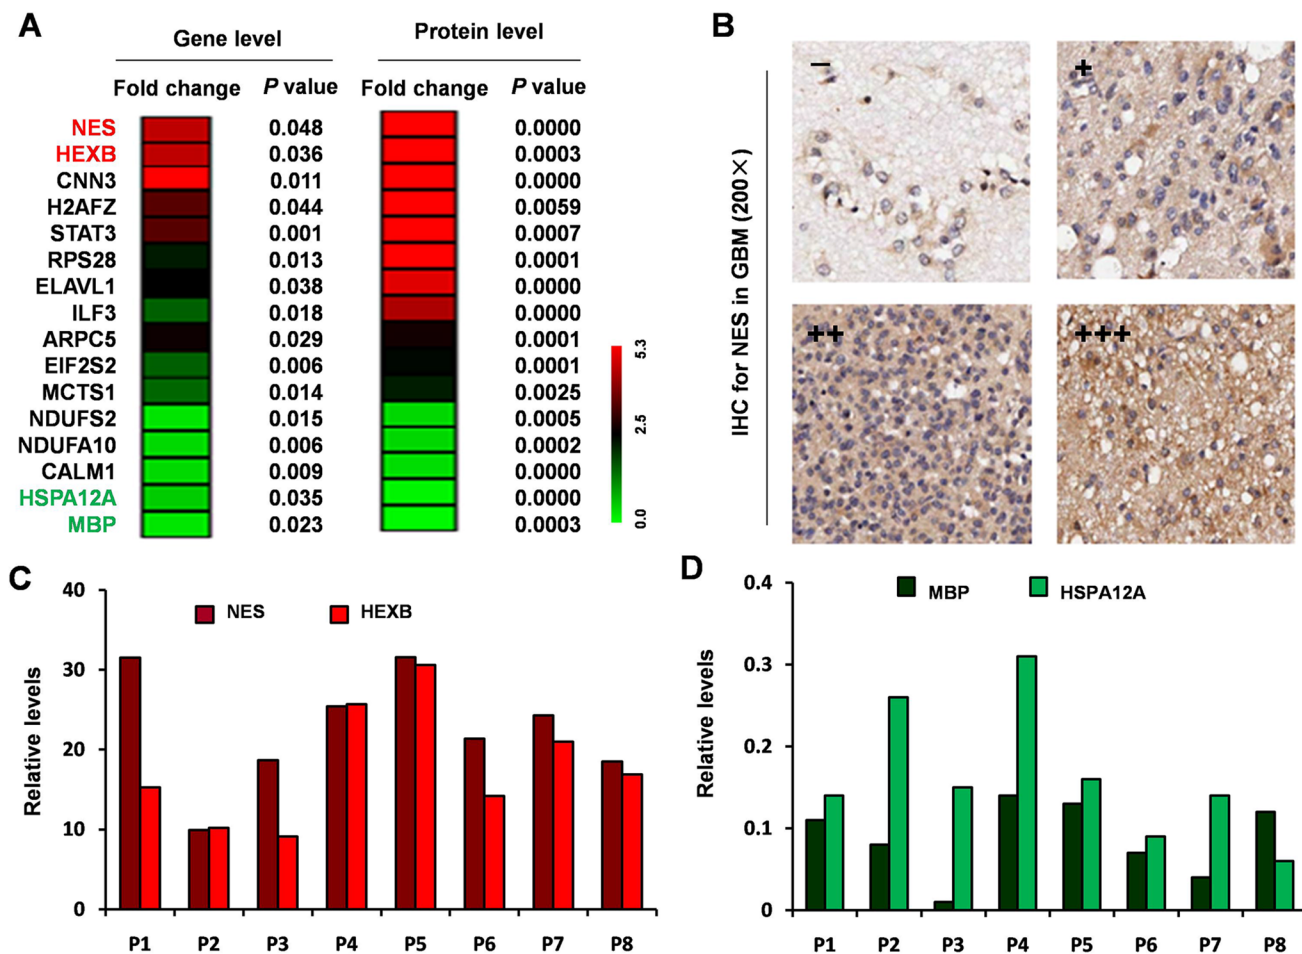 A
Gene level
Protein level
Fold change P value Fold change P value
NES 0.048 0.0000
HEXB 0.036 0.0003
CNN3 0.011 0.0000
H2AFZ 0.044 0.0059
STAT3 0.001 0.0007
RPS28 0.013 0.0001
ELAVL1 0.038 0.0000
ILF3 0.018 0.0000
ARPC5 0.029 0.0001
EIF2S2 0.006 0.0001
MCTS1 0.014 0.0025
NDUFS2 0.015 0.0005
NDUFA10 0.006 0.0002
CALM1 0.009 0.0000
HSPA12A 0.035 0.0000
MBP 0.023 0.0003
5.3
2.5
0.0
B
IHC for NES in GBM (200×)
−
+
++
+++
C
Relative levels
NES HEXB
40
30
20
10
0
P1 P2 P3 P4 P5 P6 P7 P8
D
Relative levels
MBP HSPA12A
0.4
0.3
0.2
0.1
0
P1 P2 P3 P4 P5 P6 P7 P8